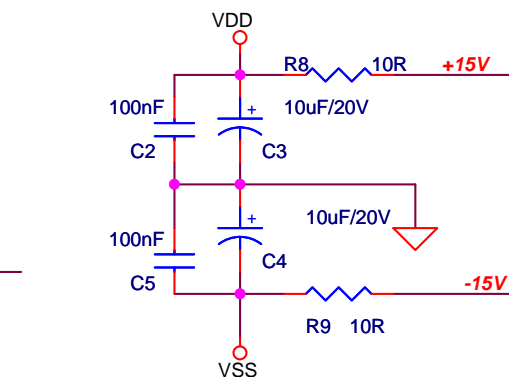 VDD
R8 10R +15V
100nF + 10uF/20V
C2 C3
+ 10uF/20V
100nF
C4
C5 -15V
R9 10R
VSS